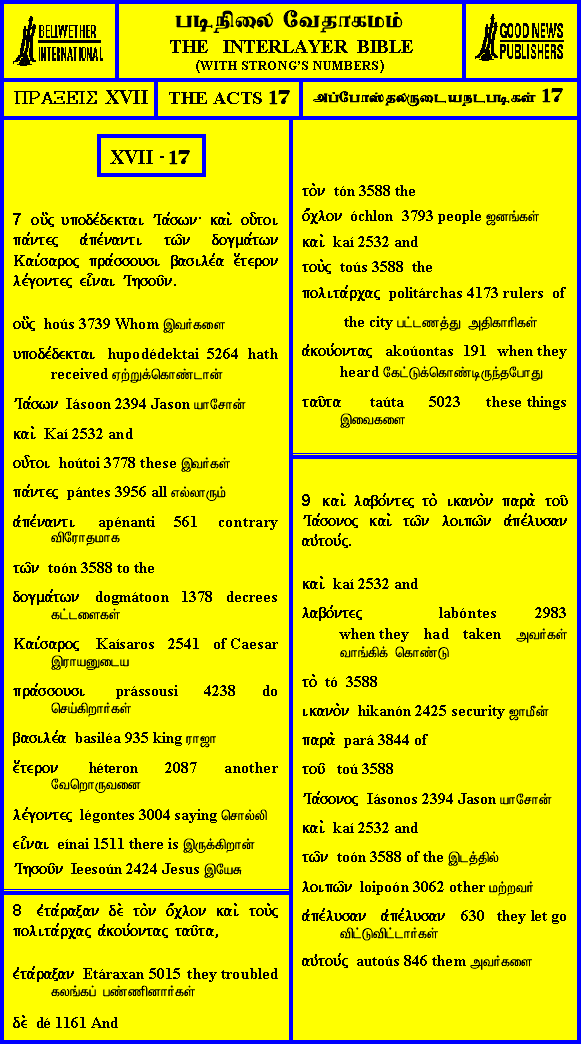 BELLWETHER
INTERNATIONAL
படிநிலை வேதாகமம்
THE INTERLAYER BIBLE
(WITH STRONG'S NUMBERS)
GOOD NEWS
PUBLISHERS
ΠΡΑΞΕΙΣ XVII
THE ACTS 17
அப்போஸ்தலருடையநடபடிகள் 17
XVII - 17
7 οὓς υποδέδεκται Ἰάσων· καὶ οὗτοι
πάντες ἀπέναντι τῶν δογμάτων
Καίσαρος πράσσουσι βασιλέα ἕτερον
λέγοντες εἶναι Ἰησοῦν.
οὓς hoús 3739 Whom இவர்களை
υποδέδεκται hupodédektai 5264 hath
received ஏற்றுக்கொண்டான்
Ἰάσων Iásoon 2394 Jason யாசோன்
καὶ Kaí 2532 and
οὗτοι hoútoi 3778 these இவர்கள்
πάντες pántes 3956 all எல்லாரும்
ἀπέναντι apénanti 561 contrary
விரோதமாக
τῶν toón 3588 to the
δογμάτων dogmátoon 1378 decrees
கட்டளைகள்
Καίσαρος Kaísaros 2541 of Caesar
இராயனுடைய
πράσσουσι prássousi 4238 do
செய்கிறார்கள்
βασιλέα basiléa 935 king ராஜா
ἕτερον héteron 2087 another
வேறொருவனை
λέγοντες légontes 3004 saying சொல்லி
εἶναι eínai 1511 there is இருக்கிறான்
Ἰησοῦν Ieesoún 2424 Jesus இயேசு
8 ἐτάραξαν δὲ τὸν ὄχλον καὶ τοὺς
πολιτάρχας ἀκούοντας ταῦτα,
ἐτάραξαν Etáraxan 5015 they troubled
கலங்கப் பண்ணினார்கள்
δὲ dé 1161 And
τὸν tón 3588 the
ὄχλον óchlon 3793 people ஜனங்கள்
καὶ kaí 2532 and
τοὺς toús 3588 the
πολιτάρχας politárchas 4173 rulers of
the city பட்டணத்து அதிகாரிகள்
ἀκούοντας akoúontas 191 when they
heard கேட்டுக்கொண்டிருந்தபோது
ταῦτα taúta 5023 these things
இவைகளை
9 καὶ λαβόντες τὸ ικανὸν παρὰ τοῦ
Ἰάσονος καὶ τῶν λοιπῶν ἀπέλυσαν
αὐτούς.
καὶ kaí 2532 and
λαβόντες labóntes 2983
when they had taken அவர்கள்
வாங்கிக் கொண்டு
τὸ tó 3588
ικανὸν hikanón 2425 security ஜாமீன்
παρὰ pará 3844 of
τοῦ toú 3588
Ἰάσονος Iásonos 2394 Jason யாசோன்
καὶ kaí 2532 and
τῶν toón 3588 of the இடத்தில்
λοιπῶν loipoón 3062 other மற்றவர்
ἀπέλυσαν ἀπέλυσαν 630 they let go
விட்டுவிட்டார்கள்
αὐτούς autoús 846 them அவர்களை